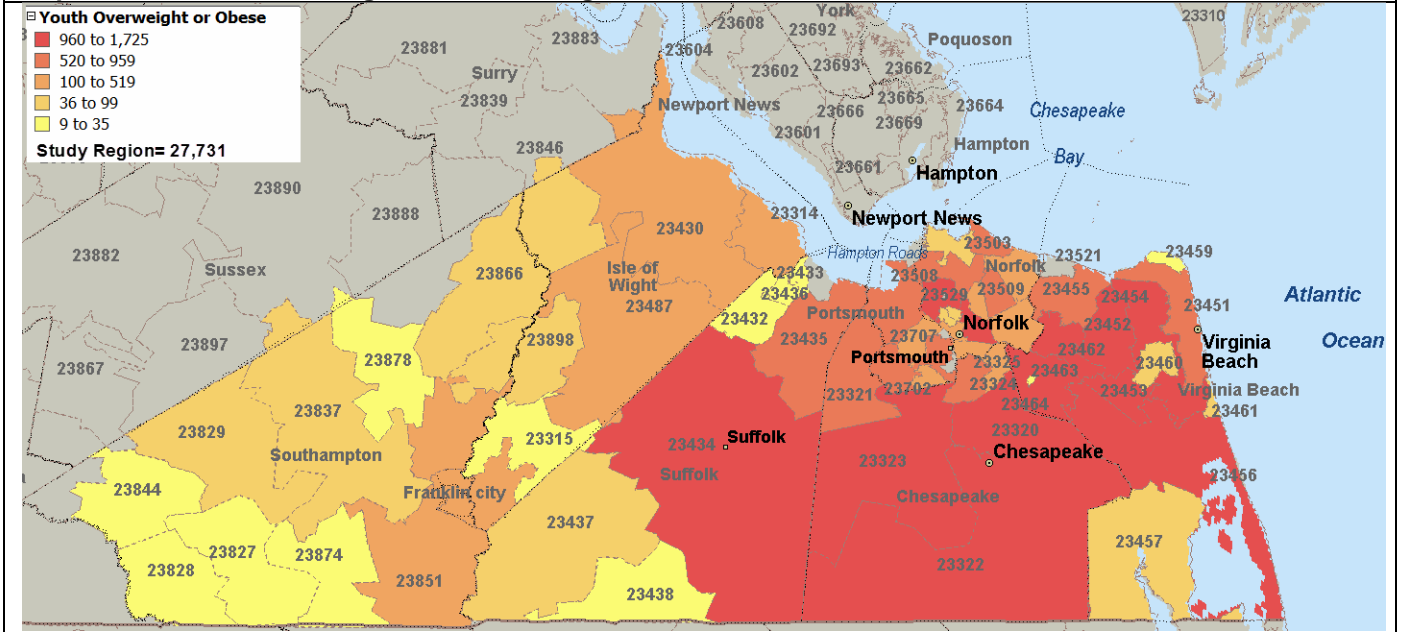 Youth Overweight or Obese
960 to 1,725
520 to 959
100 to 519
36 to 99
9 to 35
Study Region= 27,731
23881
23883
23604
23608
York
23692
23310
Poquoson
Surry
23602
23693
23662
23839
Newport News
23666
23665
23664
Chesapeake
23601
23669
Hampton
23846
Bay
23661
Hampton
23890
23888
23314
Newport News
23430
23882
Sussex
23866
Isle of
Wight
Hampton Roads
23503
23521
23459
23433
23508
Norfolk
23436
23529
23509
23455
23454
Atlantic
23487
23451
23432
Portsmouth
23452
Ocean
23897
23898
23435
23707
Norfolk
Virginia
Beach
23867
23878
Portsmouth
23462
23325
23463
23460
23321
23702
23324
23453
Virginia Beach
23837
23464
23461
23829
23315
23434
Suffolk
23320
Southampton
Chesapeake
Suffolk
23323
23456
23844
Franklin city
Chesapeake
23437
23827
23874
23457
23828
23851
23438
23322